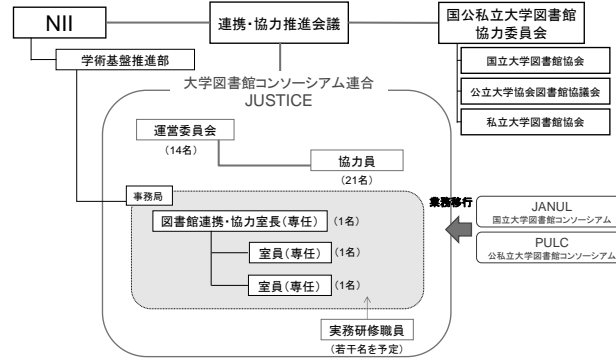 NII
連携・協力推進会議
国公私立大学図書館
協力委員会
学術基盤推進部
国立大学図書館協会
公立大学協会図書館協議会
私立大学図書館協会
大学図書館コンソーシアム連合
JUSTICE
運営委員会
(14名)
協力員
(21名)
事務局
図書館連携・協力室長(専任) (1名)
室員(専任) (1名)
室員(専任) (1名)
業務移行
JANUL
国立大学図書館コンソーシアム
PULC
公私立大学図書館コンソーシアム
実務研修職員
(若干名を予定)